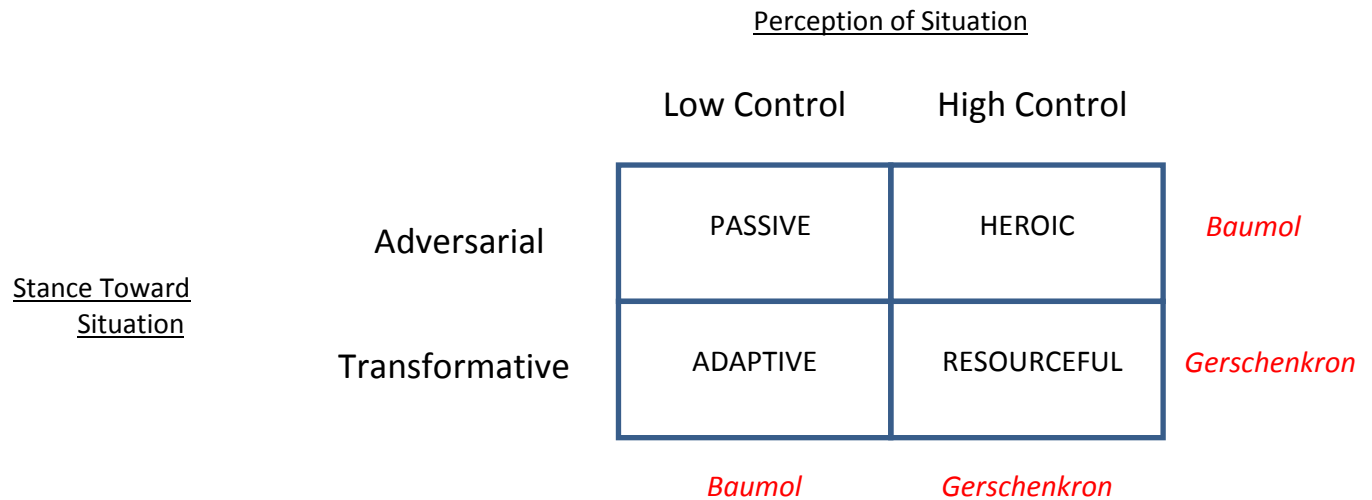 Perception of Situation
Low Control High Control
Adversarial PASSIVE HEROIC Baumol
Stance Toward
Situation
Transformative ADAPTIVE RESOURCEFUL Gerschenkron
Baumol Gerschenkron